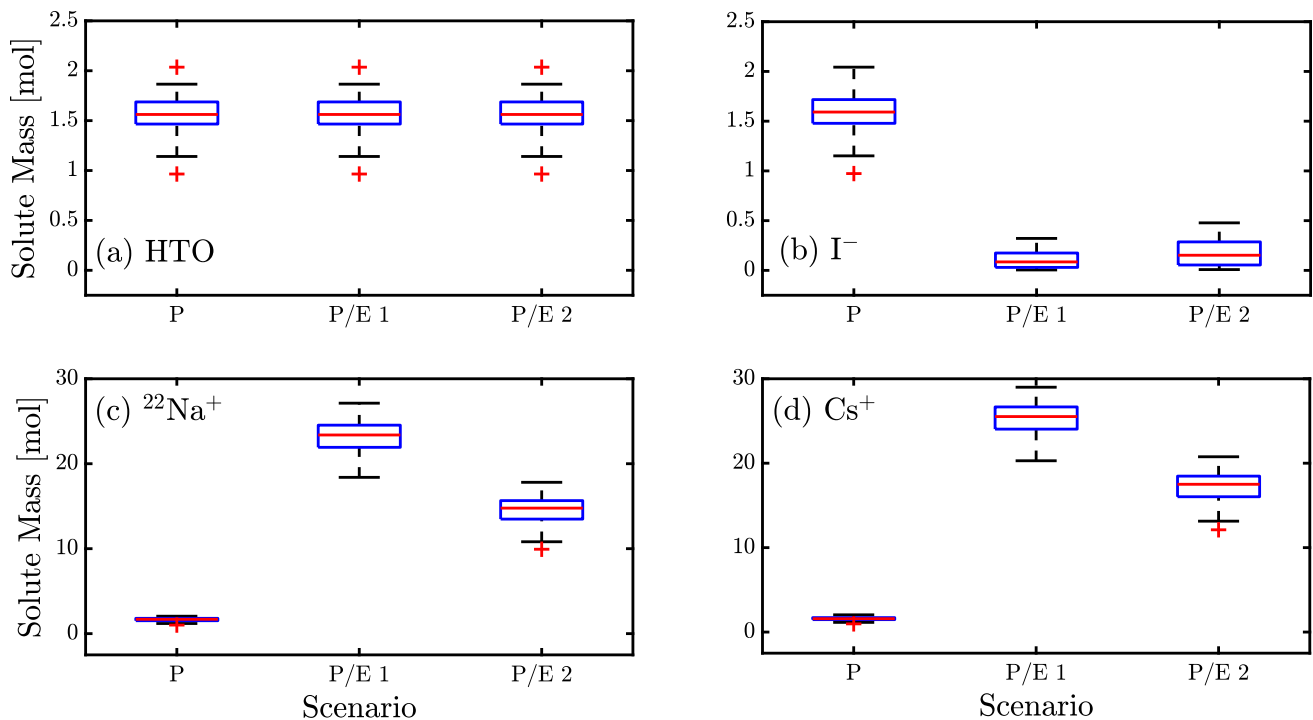 2.5
2
1.5
1
0.5
0
Solute Mass [mol]
(a) HTO
P
P/E 1
P/E 2
2.5
2
1.5
1
0.5
0
(b) I⁻
P
P/E 1
P/E 2
30
20
10
0
Solute Mass [mol]
(c) ²²Na⁺
P
P/E 1
P/E 2
Scenario
30
20
10
0
(d) Cs⁺
P
P/E 1
P/E 2
Scenario